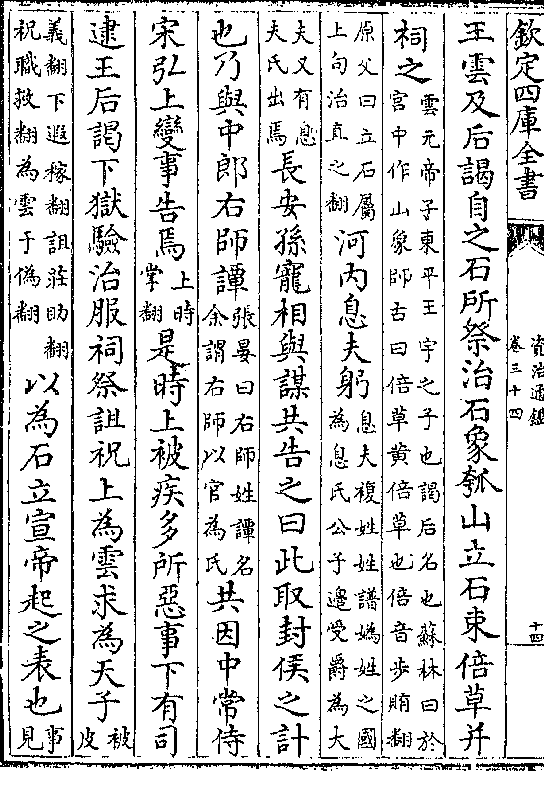 欽定四庫全書
資治通鑑
卷三十四
十四
王雲及后謁自之石所祭治石象瓠山立石束倍草并
祠之雲元帝子東平王宇之子也謁后名也蘇林曰於
宮中作山象師古曰倍草黄倍草也倍音步賄翻
原父曰立石屬
上句治直之翻河内息夫躬息夫複姓姓譜媯姓之國
為息氏公子邊受爵為大
夫又有息
夫氏出焉長安孫寵相與謀共告之曰此取封侯之計
也乃與中郎右師譚張晏曰右師姓譚名
余謂右師以官為氏共因中常侍
宋弘上變事告焉上時
掌翻是時上被疾多所惡事下有司
逮王后謁下獄驗治服祠祭詛祝上為雲求為天子被
皮
義翻下遐稼翻詛莊助翻
祝職救翻為雲于偽翻以為石立宣帝起之表也事
見